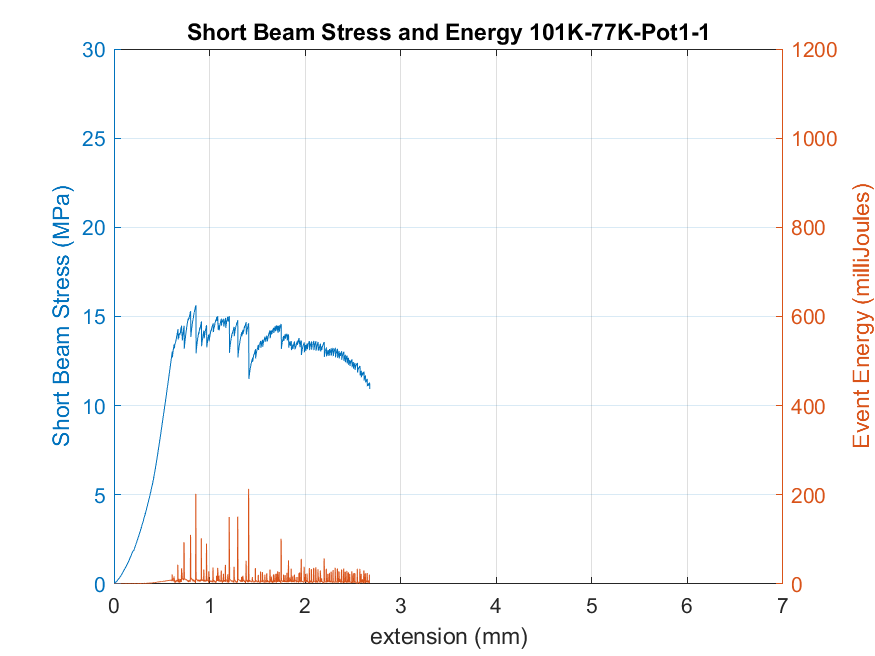 Short Beam Stress and Energy 101K-77K-Pot1-1
30
25
20
15
10
5
0
Short Beam Stress (MPa)
1200
1000
800
600
400
200
0
Event Energy (milliJoules)
0 1 2 3 4 5 6 7
extension (mm)